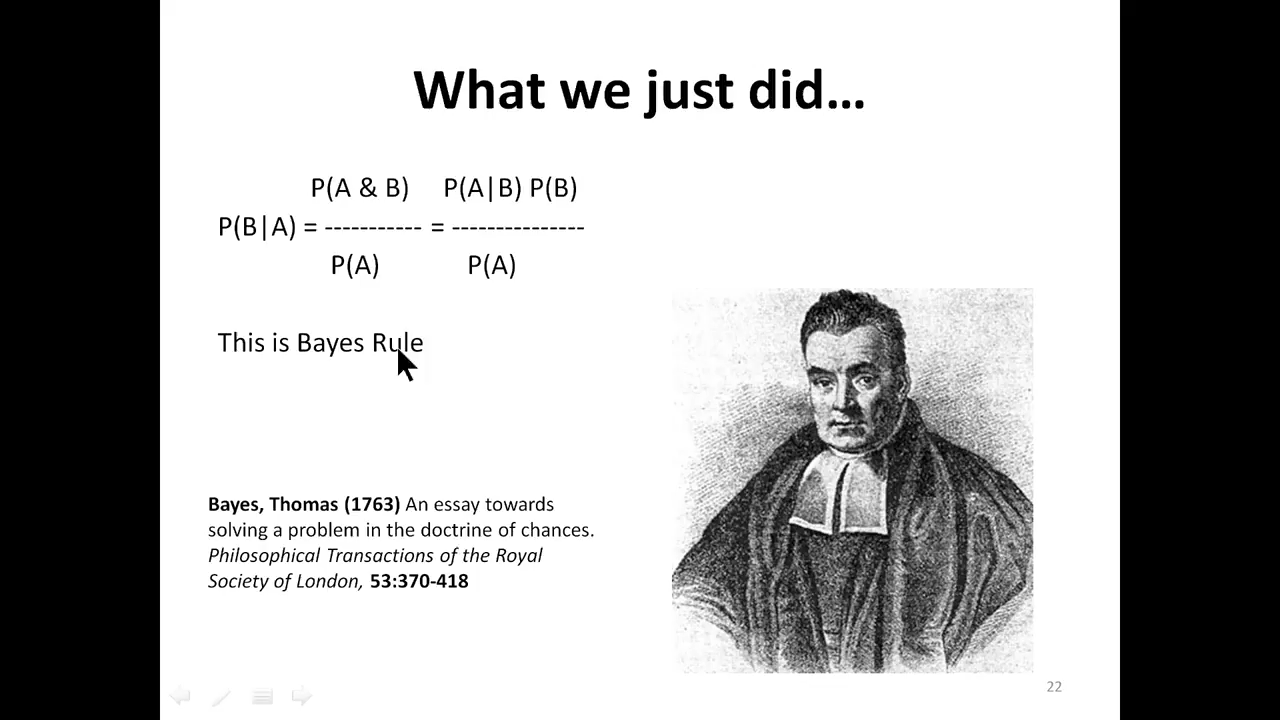 What we just did...
P(A & B) P(A|B) P(B)
P(B|A) = ----------- = ---------------
P(A) P(A)
This is Bayes Rule
Bayes, Thomas (1763) An essay towards
solving a problem in the doctrine of chances.
Philosophical Transactions of the Royal
Society of London, 53:370-418
22